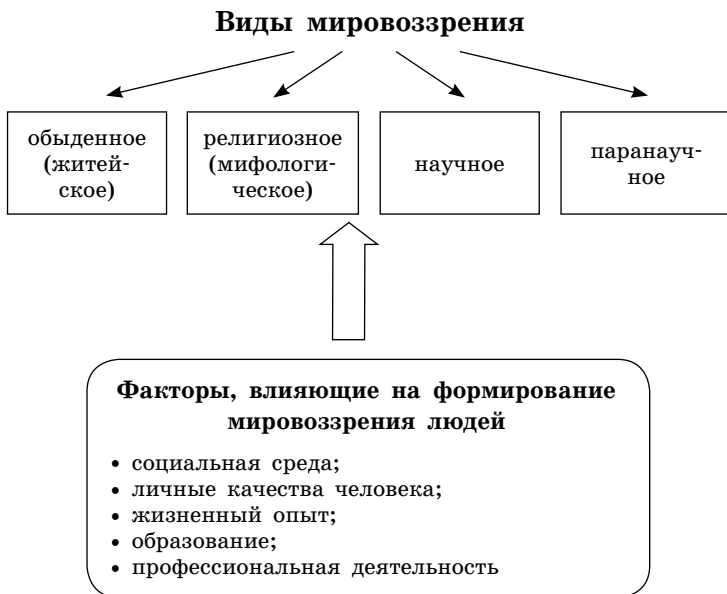 Виды мировоззрения
обыденное
(житей-
ское)
религиозное
(мифологи-
ческое)
научное
паранауч-
ное
Факторы, влияющие на формирование
мировоззрения людей
• социальная среда;
• личные качества человека;
• жизненный опыт;
• образование;
• профессиональная деятельность